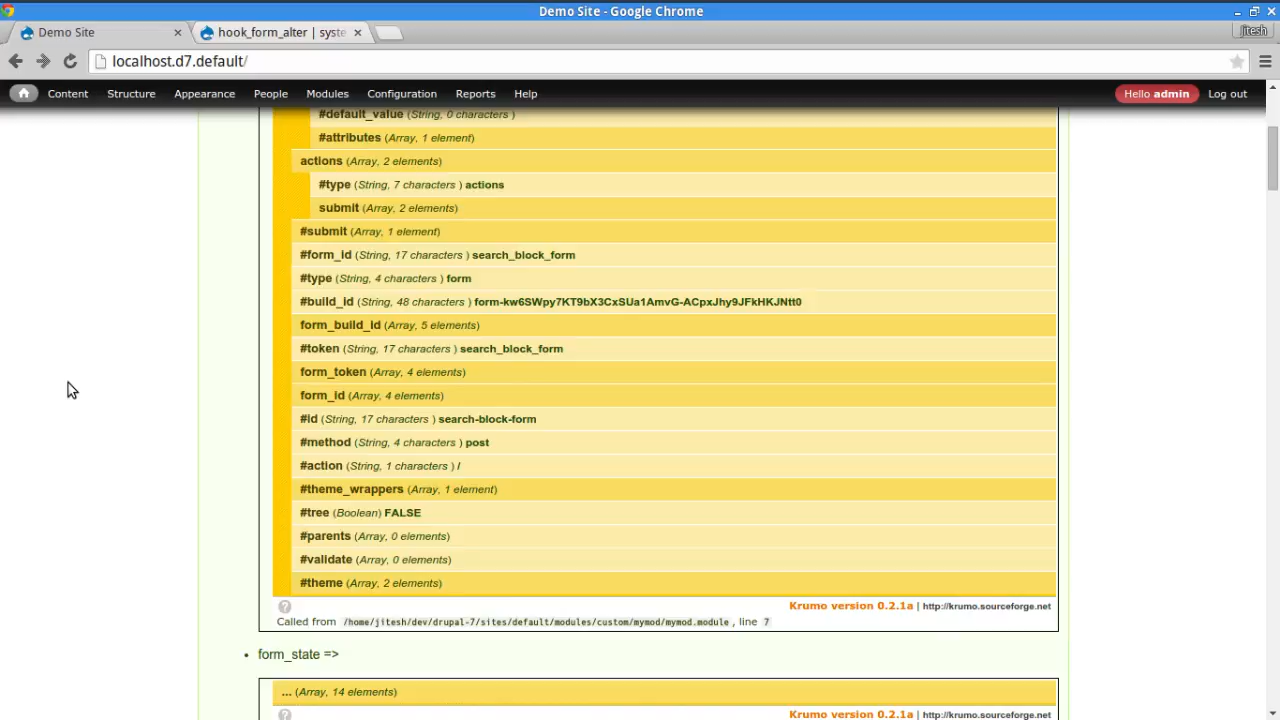 Demo Site - Google Chrome
Demo Site
hook_form_alter | syste
jitesh
localhost.d7.default/
Content Structure Appearance People Modules Configuration Reports Help
Hello admin Log out
#default_value (String, 0 characters )
#attributes (Array, 1 element)
actions (Array, 2 elements)
#type (String, 7 characters ) actions
submit (Array, 2 elements)
#submit (Array, 1 element)
#form_id (String, 17 characters ) search_block_form
#type (String, 4 characters ) form
#build_id (String, 48 characters ) form-kw6SWpy7KT9bX3CxSUa1AmvG-ACpxJhy9JFkHKJNtt0
form_build_id (Array, 5 elements)
#token (String, 17 characters ) search_block_form
form_token (Array, 4 elements)
form_id (Array, 4 elements)
#id (String, 17 characters ) search-block-form
#method (String, 4 characters ) post
#action (String, 1 characters ) /
#theme_wrappers (Array, 1 element)
#tree (Boolean) FALSE
#parents (Array, 0 elements)
#validate (Array, 0 elements)
#theme (Array, 2 elements)
? Krumo version 0.2.1a | http://krumo.sourceforge.net
Called from /home/jitesh/dev/drupal-7/sites/default/modules/custom/mymod/mymod.module , line 7
• form_state =>
... (Array, 14 elements)
? Krumo version 0.2.1a | http://krumo.sourceforge.net